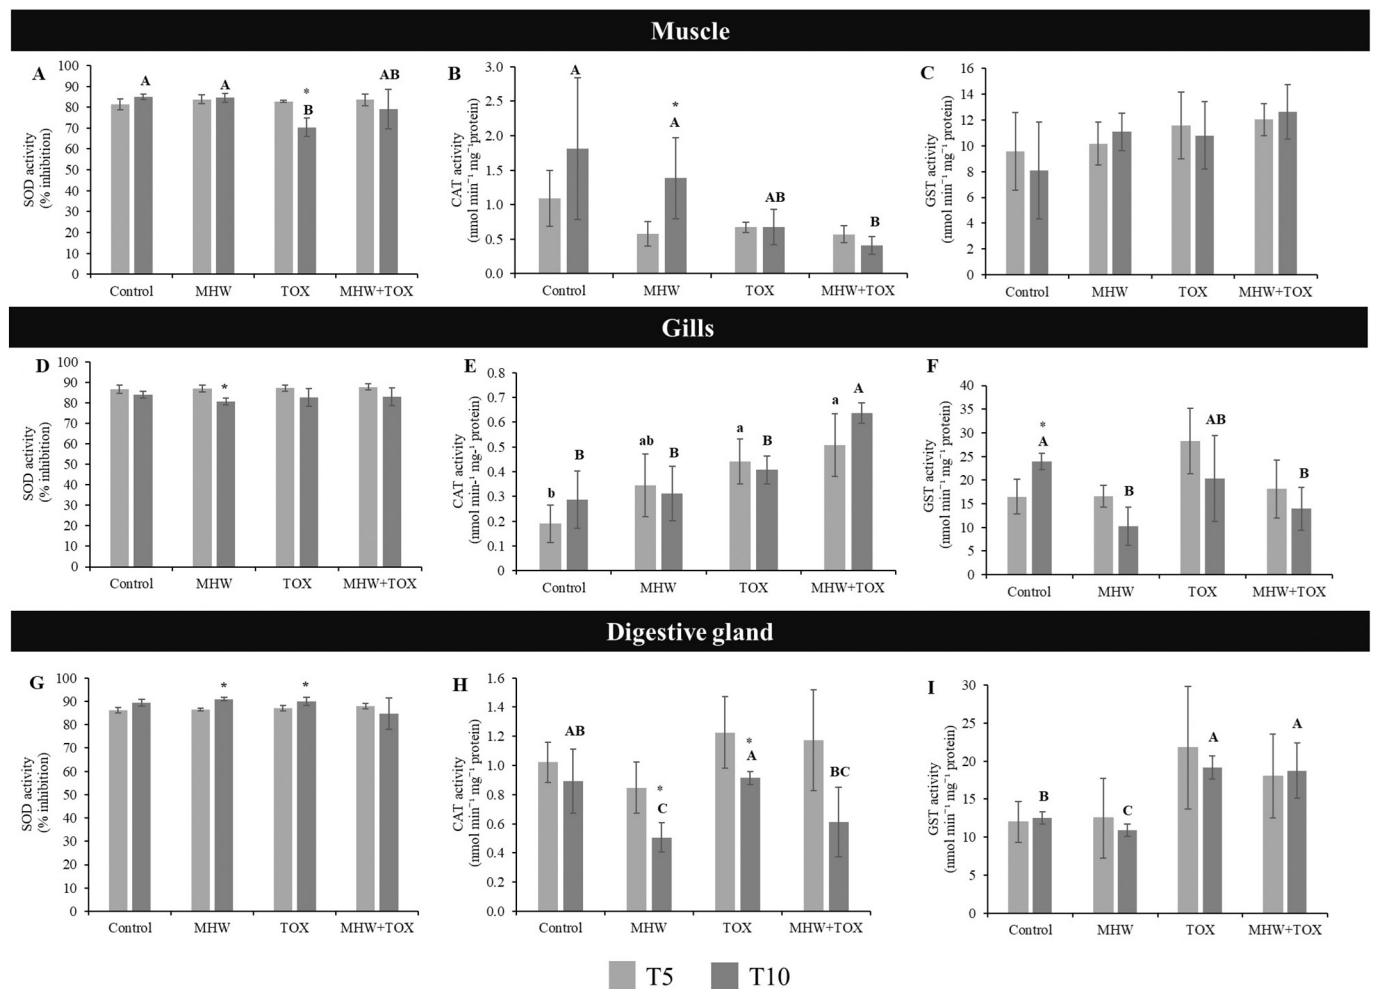 Muscle
A
SOD activity
(% inhibition)
100
90
80
70
60
50
40
30
20
10
0
A
A
*
B
AB
Control
MHW
TOX
MHW+TOX
B
CAT activity
(nmol min⁻¹ mg⁻¹protein)
3.0
2.5
2.0
1.5
1.0
0.5
0.0
A
*
A
AB
B
Control
MHW
TOX
MHW+TOX
C
GST activity
(nmol min⁻¹ mg⁻¹ protein)
16
14
12
10
8
6
4
2
0
Control
MHW
TOX
MHW+TOX
Gills
D
SOD activity
(% inhibition)
100
90
80
70
60
50
40
30
20
10
0
*
Control
MHW
TOX
MHW+TOX
E
CAT activity
(nmol min-¹ mg-¹ protein)
0.8
0.7
0.6
0.5
0.4
0.3
0.2
0.1
0
b
B
ab
B
a
B
a
A
Control
MHW
TOX
MHW+TOX
F
GST activity
(nmol min⁻¹ mg⁻¹ protein)
40
35
30
25
20
15
10
5
0
*
A
B
AB
B
Control
MHW
TOX
MHW+TOX
Digestive gland
G
SOD activity
(% inhibition)
100
90
80
70
60
50
40
30
20
10
0
*
*
Control
MHW
TOX
MHW+TOX
H
CAT activity
(nmol min⁻¹ mg⁻¹ protein)
1.6
1.4
1.2
1.0
0.8
0.6
0.4
0.2
0.0
AB
*
C
*
A
BC
Control
MHW
TOX
MHW+TOX
I
GST activity
(nmol min⁻¹ mg⁻¹ protein)
30
25
20
15
10
5
0
B
C
A
A
Control
MHW
TOX
MHW+TOX
T5
T10